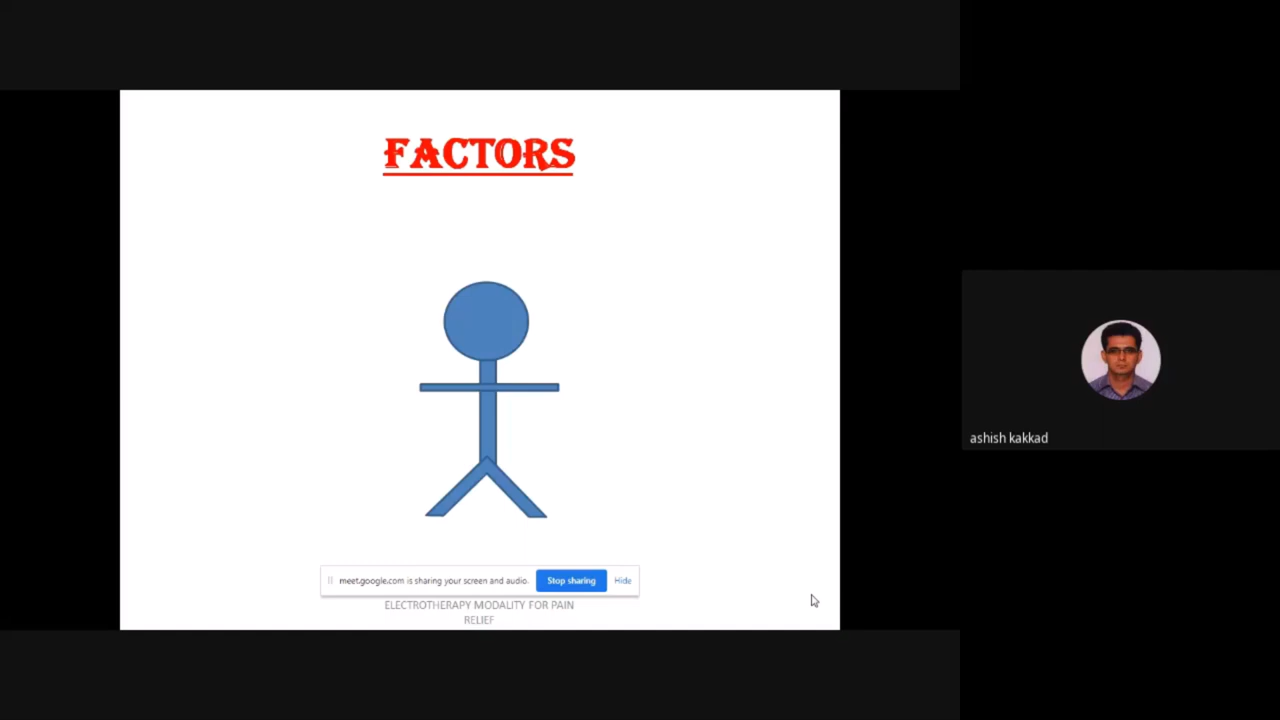 FACTORS
meet.google.com is sharing your screen and audio.
Stop sharing
Hide
ELECTROTHERAPY MODALITY FOR PAIN
RELIEF
ashish kakkad